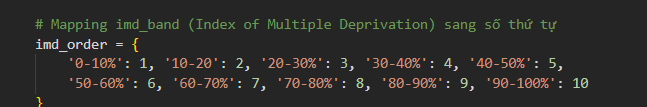 # Mapping imd_band (Index of Multiple Deprivation) sang số thứ tự
imd_order = {
'0-10%': 1, '10-20': 2, '20-30%': 3, '30-40%': 4, '40-50%': 5,
'50-60%': 6, '60-70%': 7, '70-80%': 8, '80-90%': 9, '90-100%': 10
}